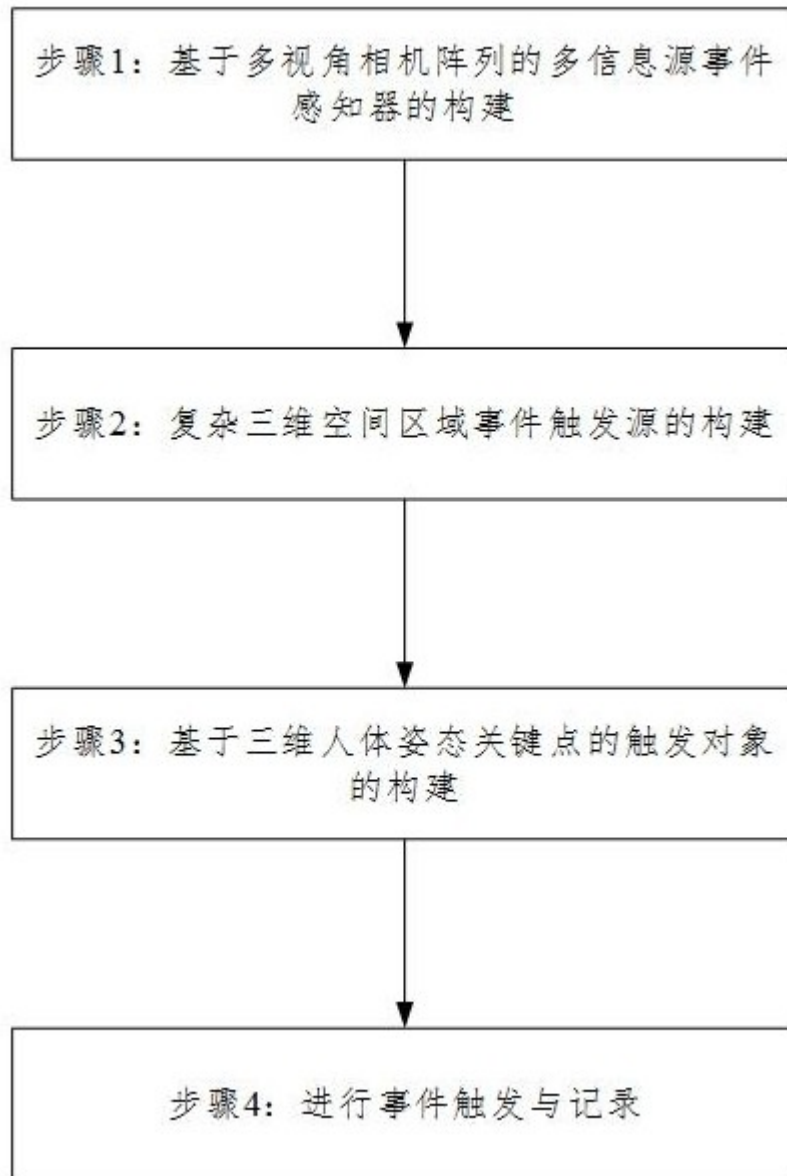 步骤1：基于多视角相机阵列的多信息源事件
感知器的构建
步骤2：复杂三维空间区域事件触发源的构建
步骤3：基于三维人体姿态关键点的触发对象
的构建
步骤4：进行事件触发与记录